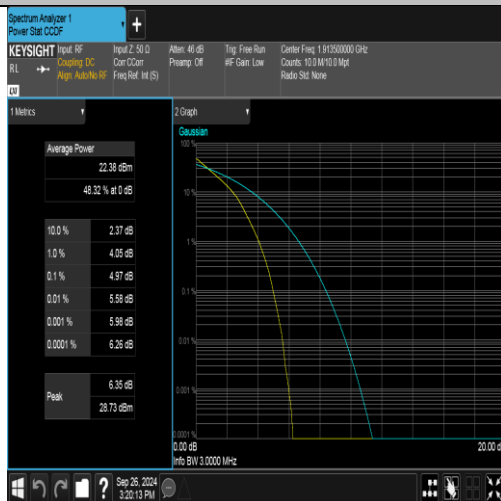 Spectrum Analyzer 1
Power Stat CCDF
+
KEYSIGHT
RL
LXI
Input: RF
Coupling: DC
Align: Auto/No RF
Input Z: 50 Ω
Corr CCorr
Freq Ref: Int (S)
Atten: 46 dB
Preamp: Off
Trig: Free Run
#IF Gain: Low
Center Freq: 1.913500000 GHz
Counts: 10.0 M/10.0 Mpt
Radio Std: None
1 Metrics
Average Power
22.38 dBm
48.32 % at 0 dB
10.0 % 2.37 dB
1.0 % 4.05 dB
0.1 % 4.97 dB
0.01 % 5.58 dB
0.001 % 5.98 dB
0.0001 % 6.26 dB
Peak
6.35 dB
28.73 dBm
2 Graph
Gaussian
100 %
10 %
1 %
0.1 %
0.01 %
0.001 %
0.0001 %
0.00 dB
20.00 d
Info BW 3.0000 MHz
?
Sep 26, 2024
3:20:13 PM